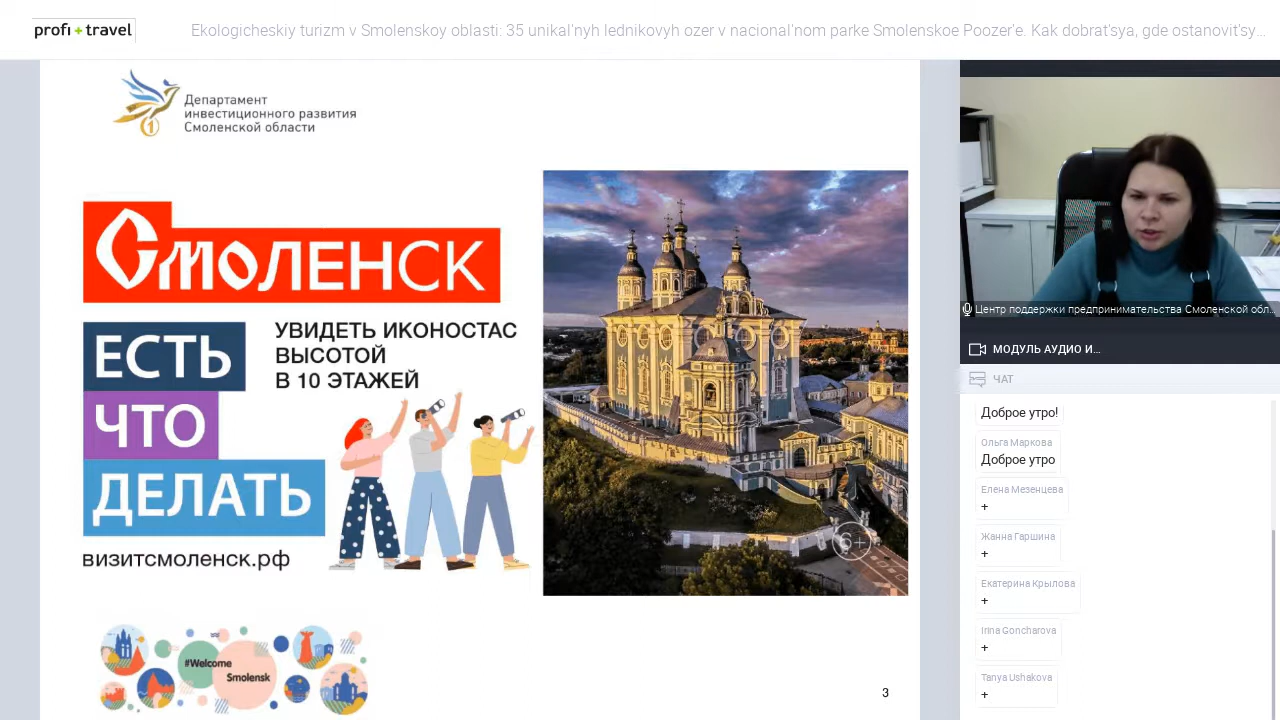 profi + travel
Ekologicheskiy turizm v Smolenskoy oblasti: 35 unikal'nyh lednikovyh ozer v nacional'nom parke Smolenskoe Poozer'e. Kak dobrat'sya, gde ostanovit'sy...
Департамент
инвестиционного развития
Смоленской области
1
Смоленск
ЕСТЬ
ЧТО
ДЕЛАТЬ
УВИДЕТЬ ИКОНОСТАС
ВЫСОТОЙ
В 10 ЭТАЖЕЙ
визитсмоленск.рф
6+
#Welcome
Smolensk
3
Центр поддержки предпринимательства Смоленской обл...
МОДУЛЬ АУДИО И...
ЧАТ
Доброе утро!
Ольга Маркова
Доброе утро
Елена Мезенцева
+
Жанна Гаршина
+
Екатерина Крылова
+
Irina Goncharova
+
Tanya Ushakova
+